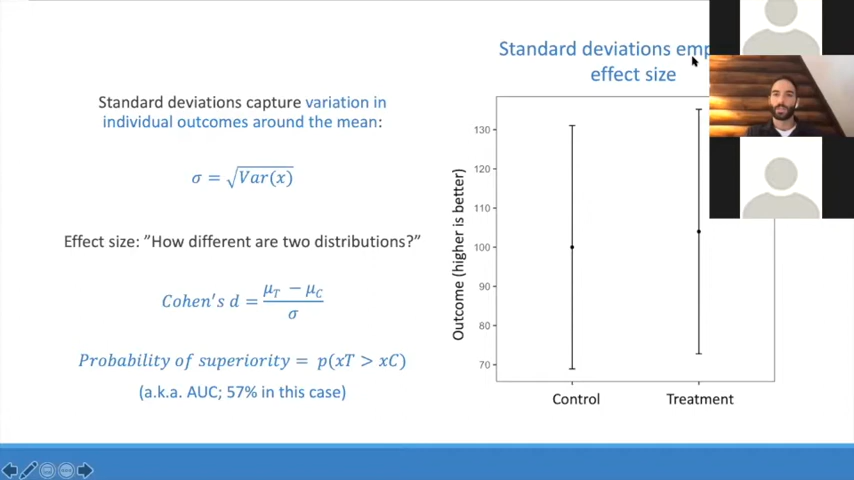 Standard deviations capture variation in
individual outcomes around the mean:
σ = √Var(x)
Effect size: ”How different are two distributions?”
Cohen's d = (μT − μC) / σ
Probability of superiority = p(xT > xC)
(a.k.a. AUC; 57% in this case)
Standard deviations emp
effect size
Outcome (higher is better)
130
120
110
100
90
80
70
Control
Treatment